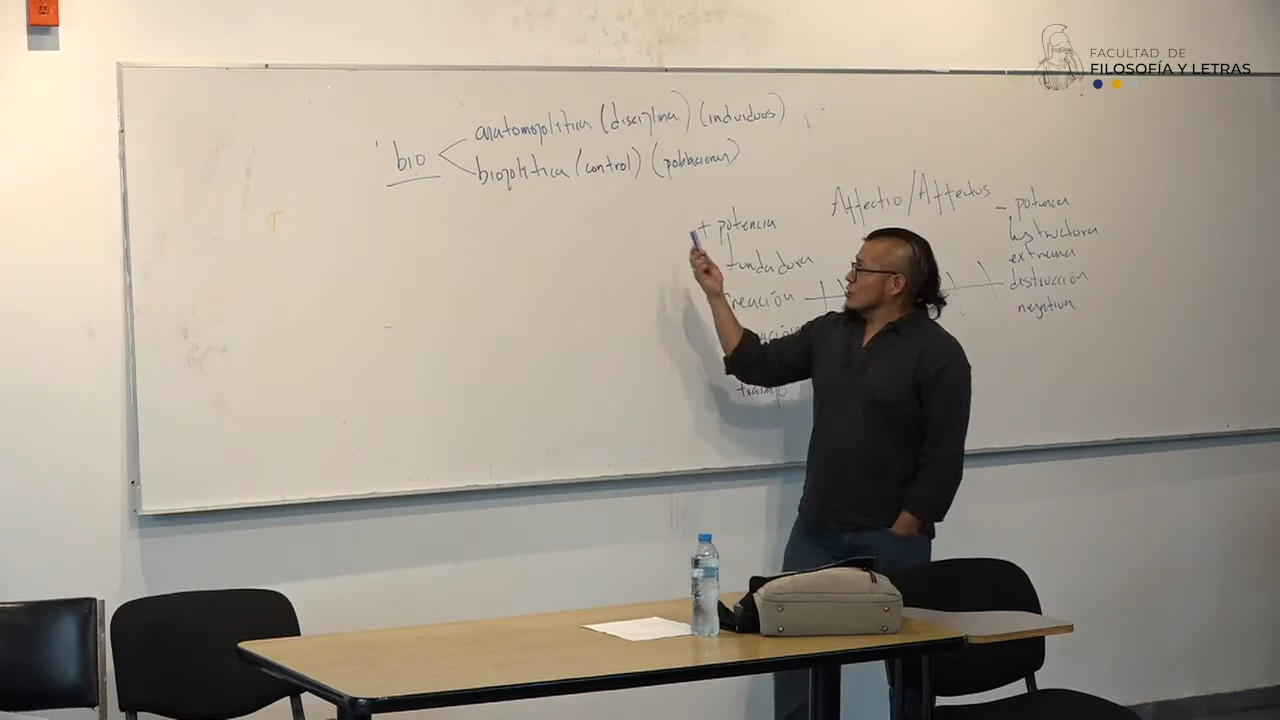 FACULTAD DE
FILOSOFÍA Y LETRAS
bio
anatomopolítica (disciplina) (individuos)
biopolítica (control) (poblaciones)
Affectio/Affectus
+ potencia
fundadora
creación
trabajo
- potencia
extrema
destrucción
negativa